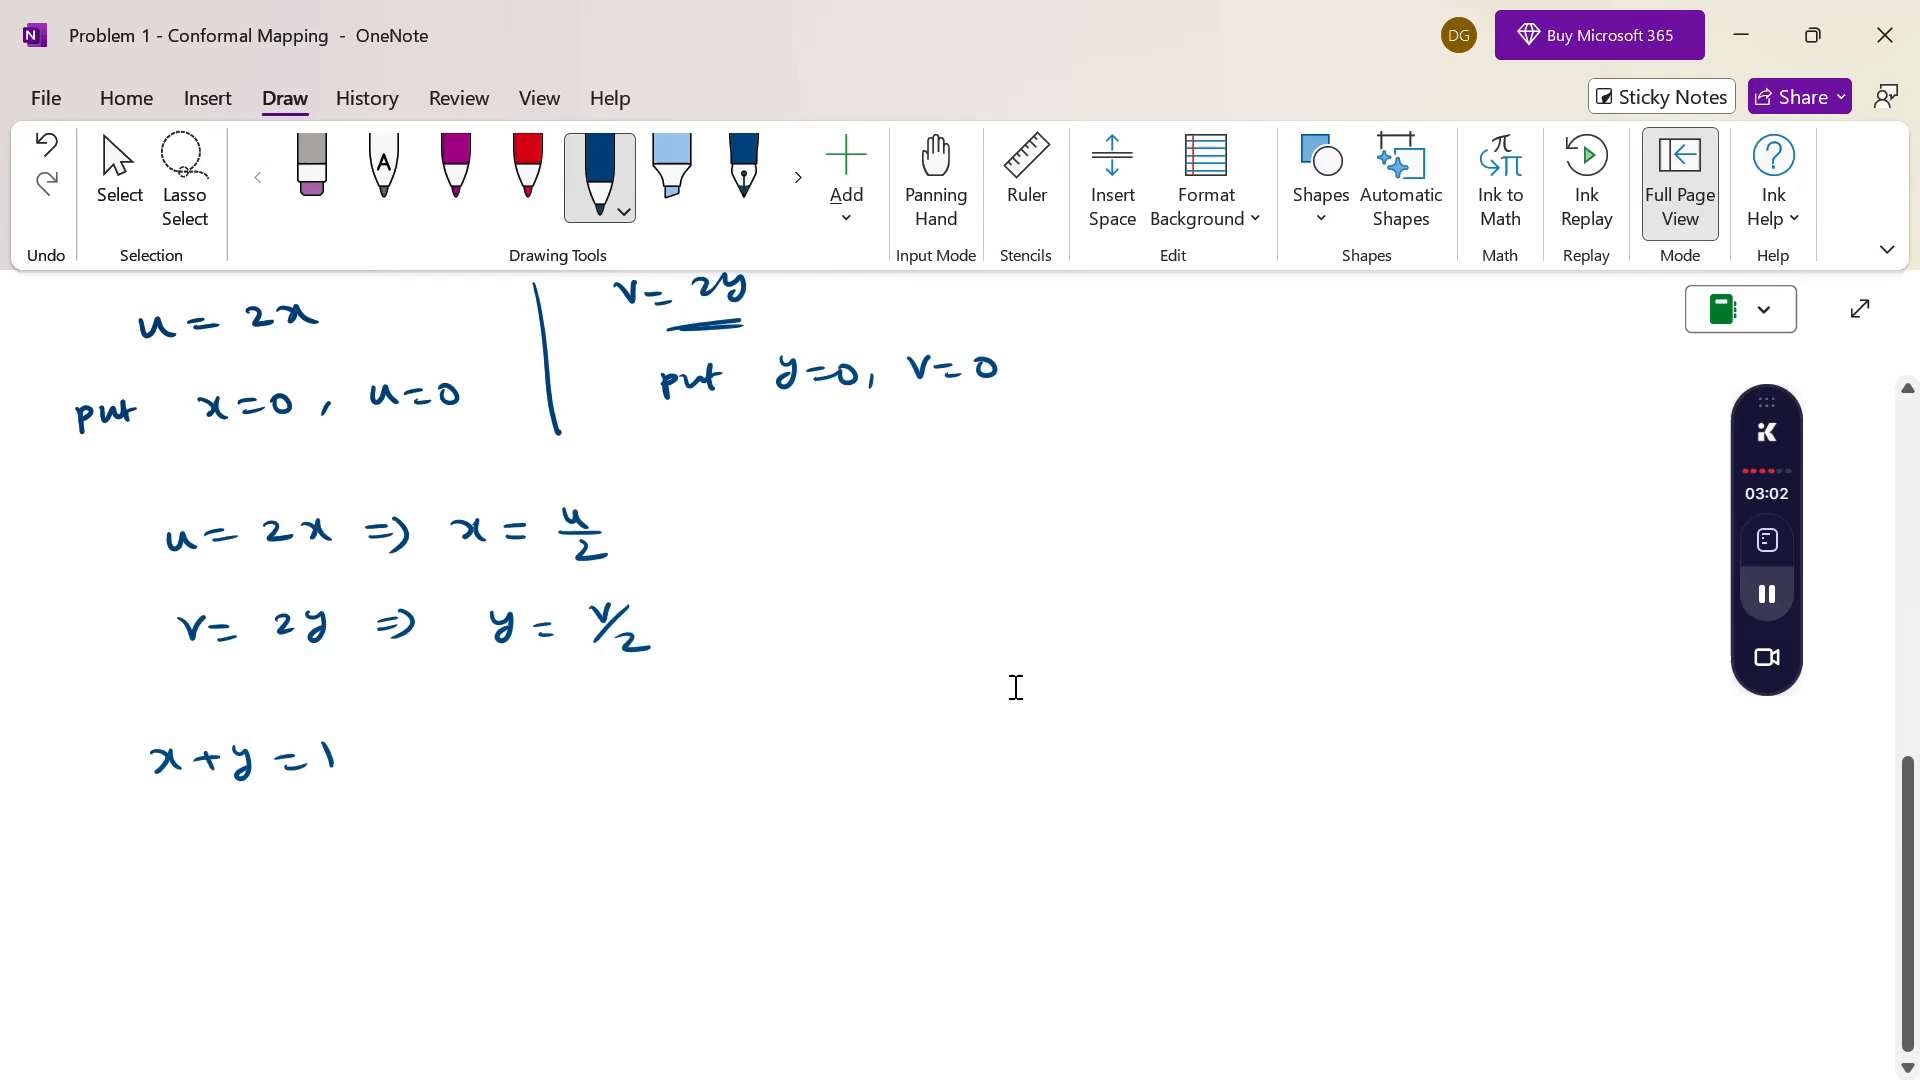 Problem 1 - Conformal Mapping - OneNote
DG
Buy Microsoft 365
File Home Insert Draw History Review View Help
Sticky Notes
Share
Select
Lasso Select
A
Add
Panning Hand
Ruler
Insert Space
Format Background
Shapes
Automatic Shapes
Ink to Math
Ink Replay
Full Page View
Ink Help
Undo
Selection
Drawing Tools
Input Mode
Stencils
Edit
Shapes
Math
Replay
Mode
Help
u = 2x
v = 2y
put x=0, u=0
put y=0, v=0
u = 2x => x = u/2
v = 2y => y = v/2
x+y=1
03:02